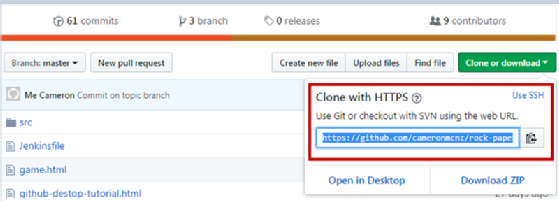 61 commits 3 branch 0 releases 9 contributors
Branch: master New pull request Create new file Upload files Find file Clone or download
Me Cameron Commit on topic branch
Clone with HTTPS Use SSH
Use Git or checkout with SVN using the web URL.
src
https://github.com/cameronmcnz/rock-pape
Jenkinsfile
game.html
Open in Desktop Download ZIP
github-destop-tutorial.html